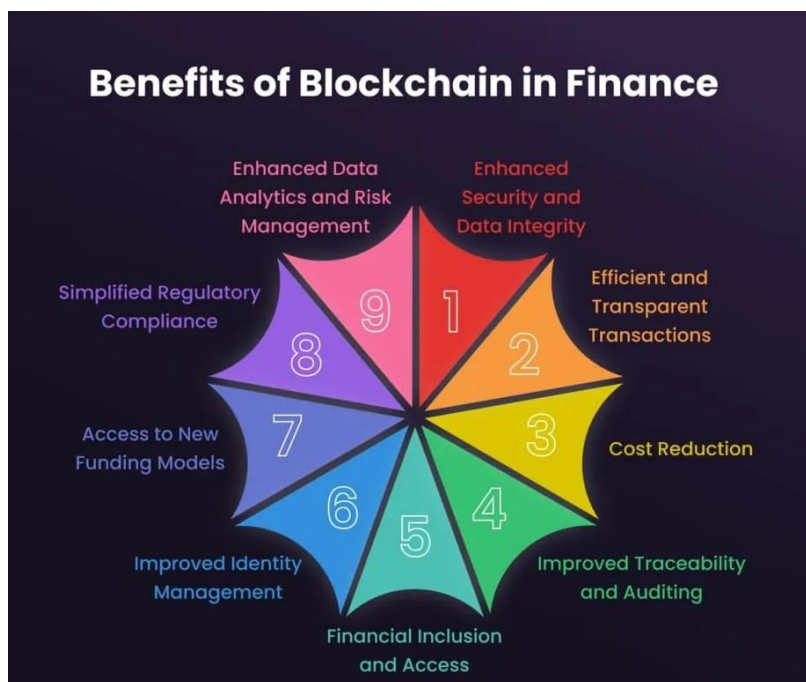 Benefits of Blockchain in Finance
Enhanced Data
Analytics and Risk
Management
Enhanced
Security and
Data Integrity
Simplified Regulatory
Compliance
Efficient and
Transparent
Transactions
9
1
8
2
7
3
Access to New
Funding Models
Cost Reduction
6
4
5
Improved Identity
Management
Improved Traceability
and Auditing
Financial Inclusion
and Access